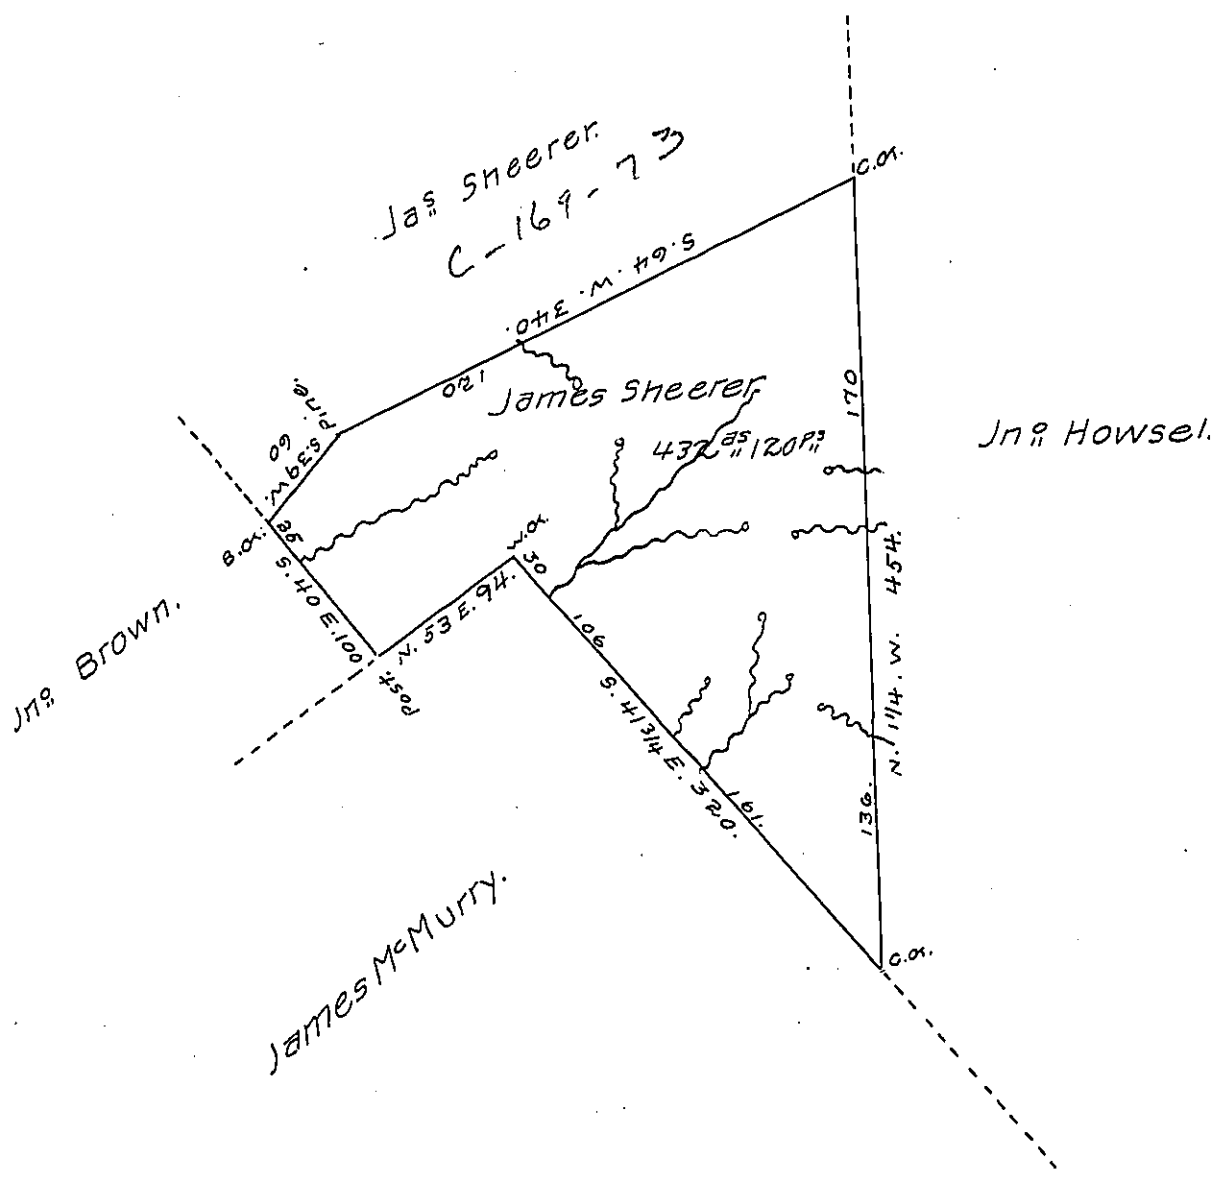 Jas Sheerer.
C-169-73
C.O.
S. 64. W. 340.
120
Pine.
S. 39 W.
60
B.O.
38
S. 40 E. 100
Post.
N. 53 E. 94.
W.O.
30
106
S. 41 3/4 E. 320.
191.
C.O.
136.
N. 1 1/4. W. 454.
170
James Sheerer
432 as 120 ps
Jno Howsel.
Jno Brown.
James McMurry.